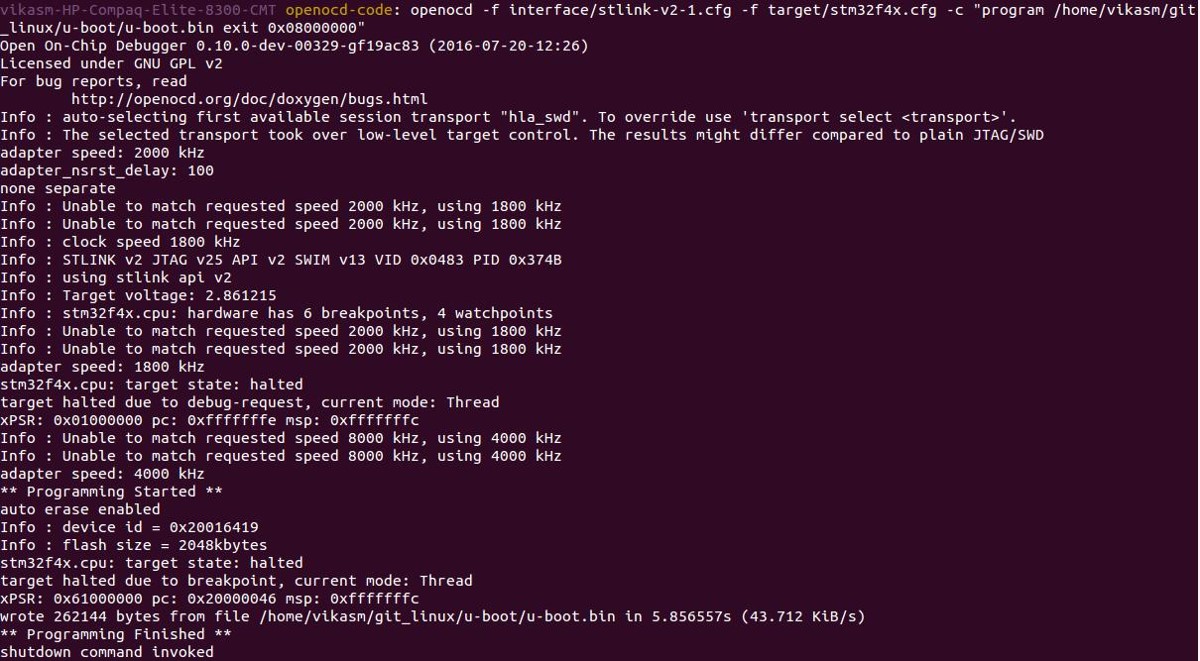 vikasm-HP-Compaq-Elite-8300-CMT openocd-code: openocd -f interface/stlink-v2-1.cfg -f target/stm32f4x.cfg -c "program /home/vikasm/git
_linux/u-boot/u-boot.bin exit 0x08000000"
Open On-Chip Debugger 0.10.0-dev-00329-gf19ac83 (2016-07-20-12:26)
Licensed under GNU GPL v2
For bug reports, read
        http://openocd.org/doc/doxygen/bugs.html
Info : auto-selecting first available session transport "hla_swd". To override use 'transport select <transport>'.
Info : The selected transport took over low-level target control. The results might differ compared to plain JTAG/SWD
adapter speed: 2000 kHz
adapter_nsrst_delay: 100
none separate
Info : Unable to match requested speed 2000 kHz, using 1800 kHz
Info : Unable to match requested speed 2000 kHz, using 1800 kHz
Info : clock speed 1800 kHz
Info : STLINK v2 JTAG v25 API v2 SWIM v13 VID 0x0483 PID 0x374B
Info : using stlink api v2
Info : Target voltage: 2.861215
Info : stm32f4x.cpu: hardware has 6 breakpoints, 4 watchpoints
Info : Unable to match requested speed 2000 kHz, using 1800 kHz
Info : Unable to match requested speed 2000 kHz, using 1800 kHz
adapter speed: 1800 kHz
stm32f4x.cpu: target state: halted
target halted due to debug-request, current mode: Thread
xPSR: 0x01000000 pc: 0xfffffffe msp: 0xfffffffc
Info : Unable to match requested speed 8000 kHz, using 4000 kHz
Info : Unable to match requested speed 8000 kHz, using 4000 kHz
adapter speed: 4000 kHz
** Programming Started **
auto erase enabled
Info : device id = 0x20016419
Info : flash size = 2048kbytes
stm32f4x.cpu: target state: halted
target halted due to breakpoint, current mode: Thread
xPSR: 0x61000000 pc: 0x20000046 msp: 0xfffffffc
wrote 262144 bytes from file /home/vikasm/git_linux/u-boot/u-boot.bin in 5.856557s (43.712 KiB/s)
** Programming Finished **
shutdown command invoked